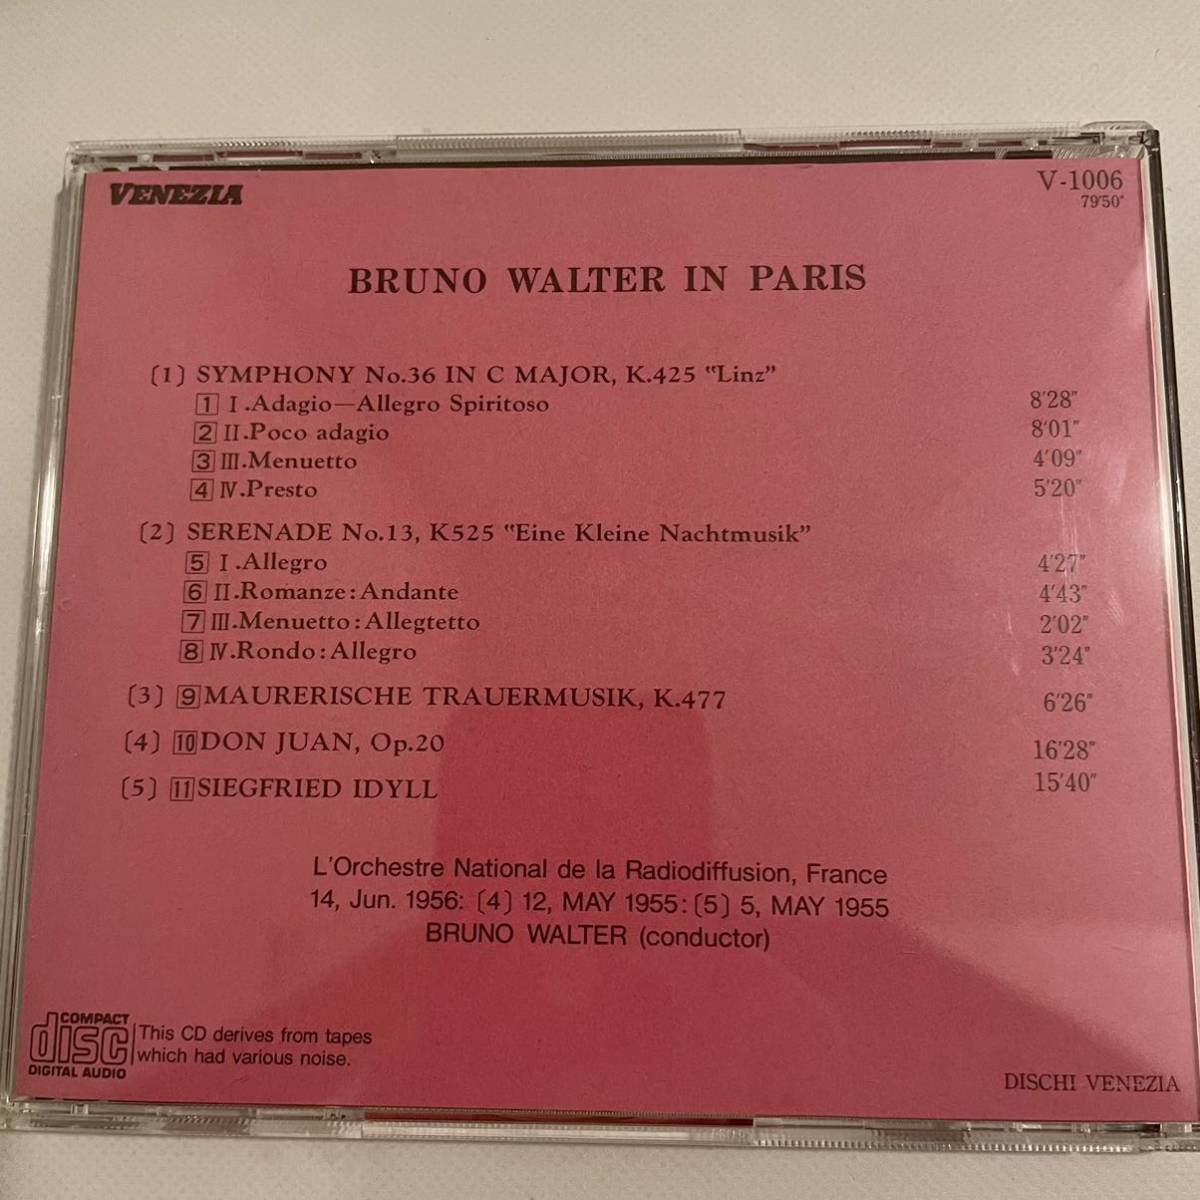 VENEZIA
V-1006
79'50"
BRUNO WALTER IN PARIS
(1) SYMPHONY No.36 IN C MAJOR, K.425 "Linz"
1 I.Adagio—Allegro Spiritoso 8'28"
2 II.Poco adagio 8'01"
3 III.Menuetto 4'09"
4 IV.Presto 5'20"
(2) SERENADE No.13, K525 "Eine Kleine Nachtmusik"
5 I.Allegro 4'27"
6 II.Romanze:Andante 4'43"
7 III.Menuetto:Allegtetto 2'02"
8 IV.Rondo:Allegro 3'24"
(3) 9 MAURERISCHE TRAUERMUSIK, K.477 6'26"
(4) 10 DON JUAN, Op.20 16'28"
(5) 11 SIEGFRIED IDYLL 15'40"
L'Orchestre National de la Radiodiffusion, France
14, Jun. 1956: (4) 12, MAY 1955: (5) 5, MAY 1955
BRUNO WALTER (conductor)
COMPACT
disc
DIGITAL AUDIO
This CD derives from tapes
which had various noise.
DISCHI VENEZIA